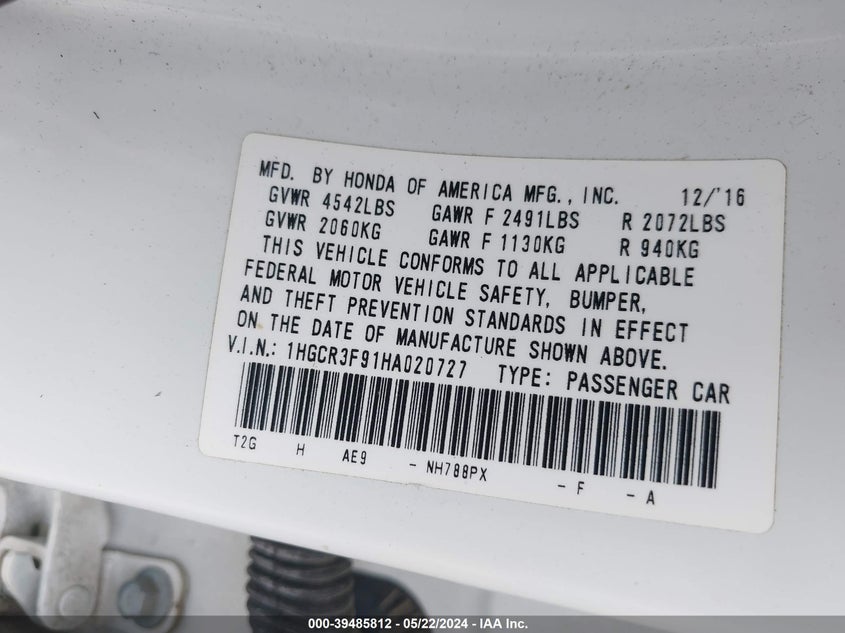 MFD. BY HONDA OF AMERICA MFG., INC. 12/'16
GVWR 4542LBS GAWR F 2491LBS R 2072LBS
GVWR 2060KG GAWR F 1130KG R 940KG
THIS VEHICLE CONFORMS TO ALL APPLICABLE
FEDERAL MOTOR VEHICLE SAFETY, BUMPER,
AND THEFT PREVENTION STANDARDS IN EFFECT
ON THE DATE OF MANUFACTURE SHOWN ABOVE.
V.I.N.: 1HGCR3F91HA020727 TYPE: PASSENGER CAR
T2G H AE9 - NH788PX - F - A
000-39485812 - 05/22/2024 - IAA Inc.